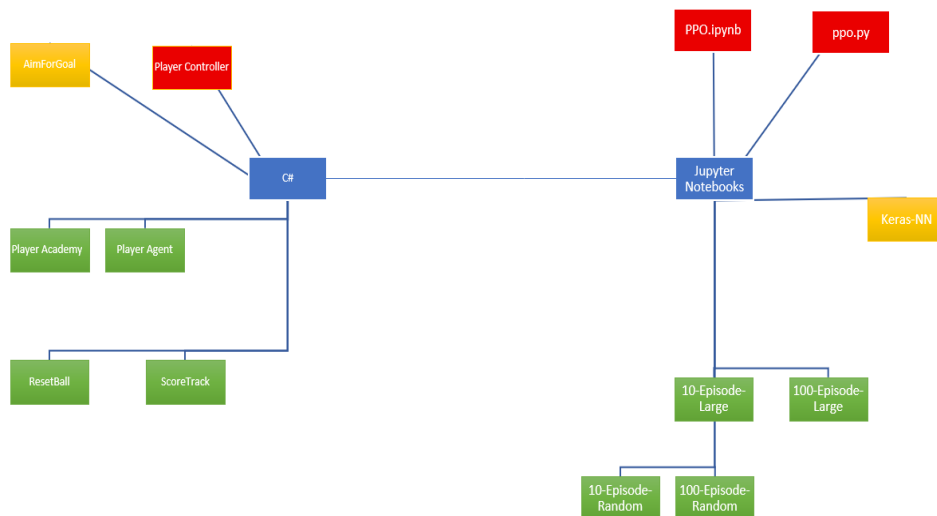 PPO.ipynb
ppo.py
AimForGoal
Player Controller
C#
Jupyter
Notebooks
Keras-NN
Player Academy
Player Agent
ResetBall
ScoreTrack
10-Episode-
Large
100-Episode-
Large
10-Episode-
Random
100-Episode-
Random